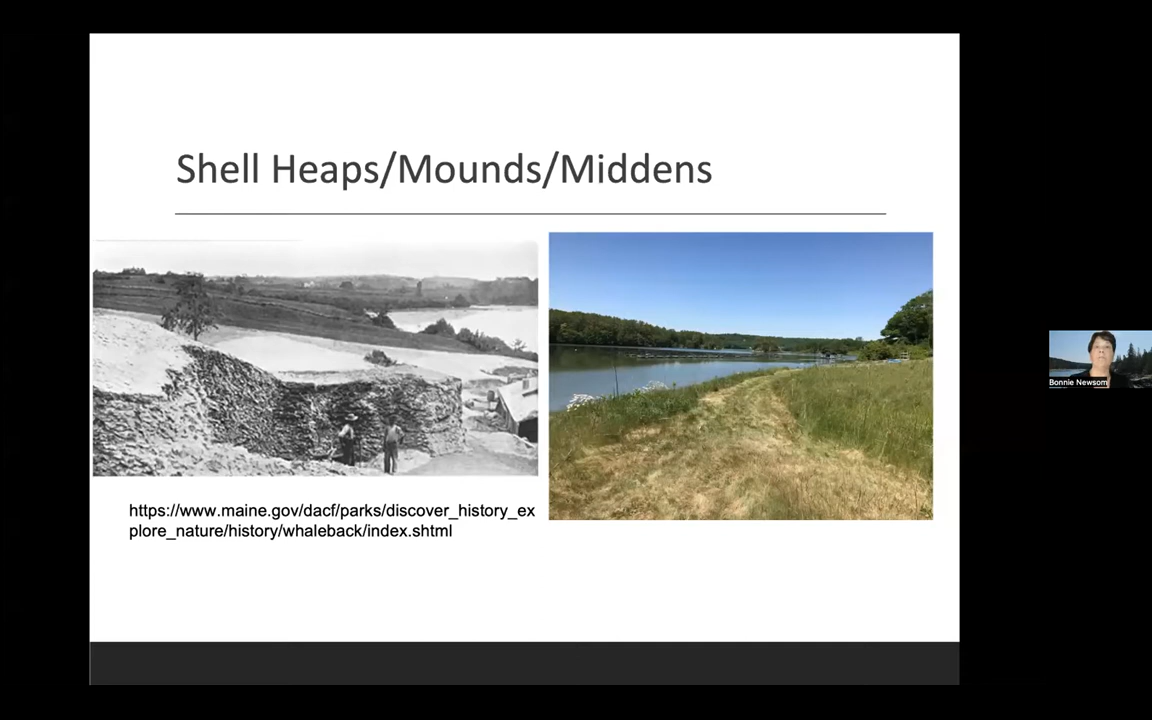 Shell Heaps/Mounds/Middens
https://www.maine.gov/dacf/parks/discover_history_ex
plore_nature/history/whaleback/index.shtml
Bonnie Newsom